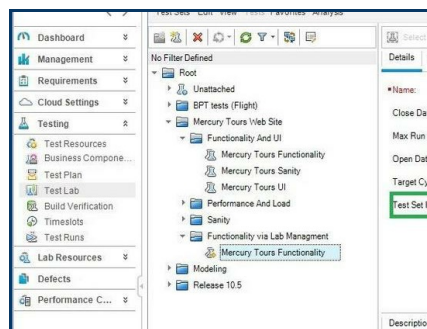 Test Sets Edit View Tests Favorites Analysis
Dashboard
Management
Requirements
Cloud Settings
Testing
Test Resources
Business Compone...
Test Plan
Test Lab
Build Verification
Timeslots
Test Runs
Lab Resources
Defects
Performance C...
No Filter Defined
Root
Unattached
BPT tests (Flight)
Mercury Tours Web Site
Functionality And UI
Mercury Tours Functionality
Mercury Tours Sanity
Mercury Tours UI
Performance And Load
Sanity
Functionality via Lab Managment
Mercury Tours Functionality
Modeling
Release 10.5
Select
Details
*Name:
Close Da
Max Run
Open Dat
Target Cy
Test Set I
Descriptio